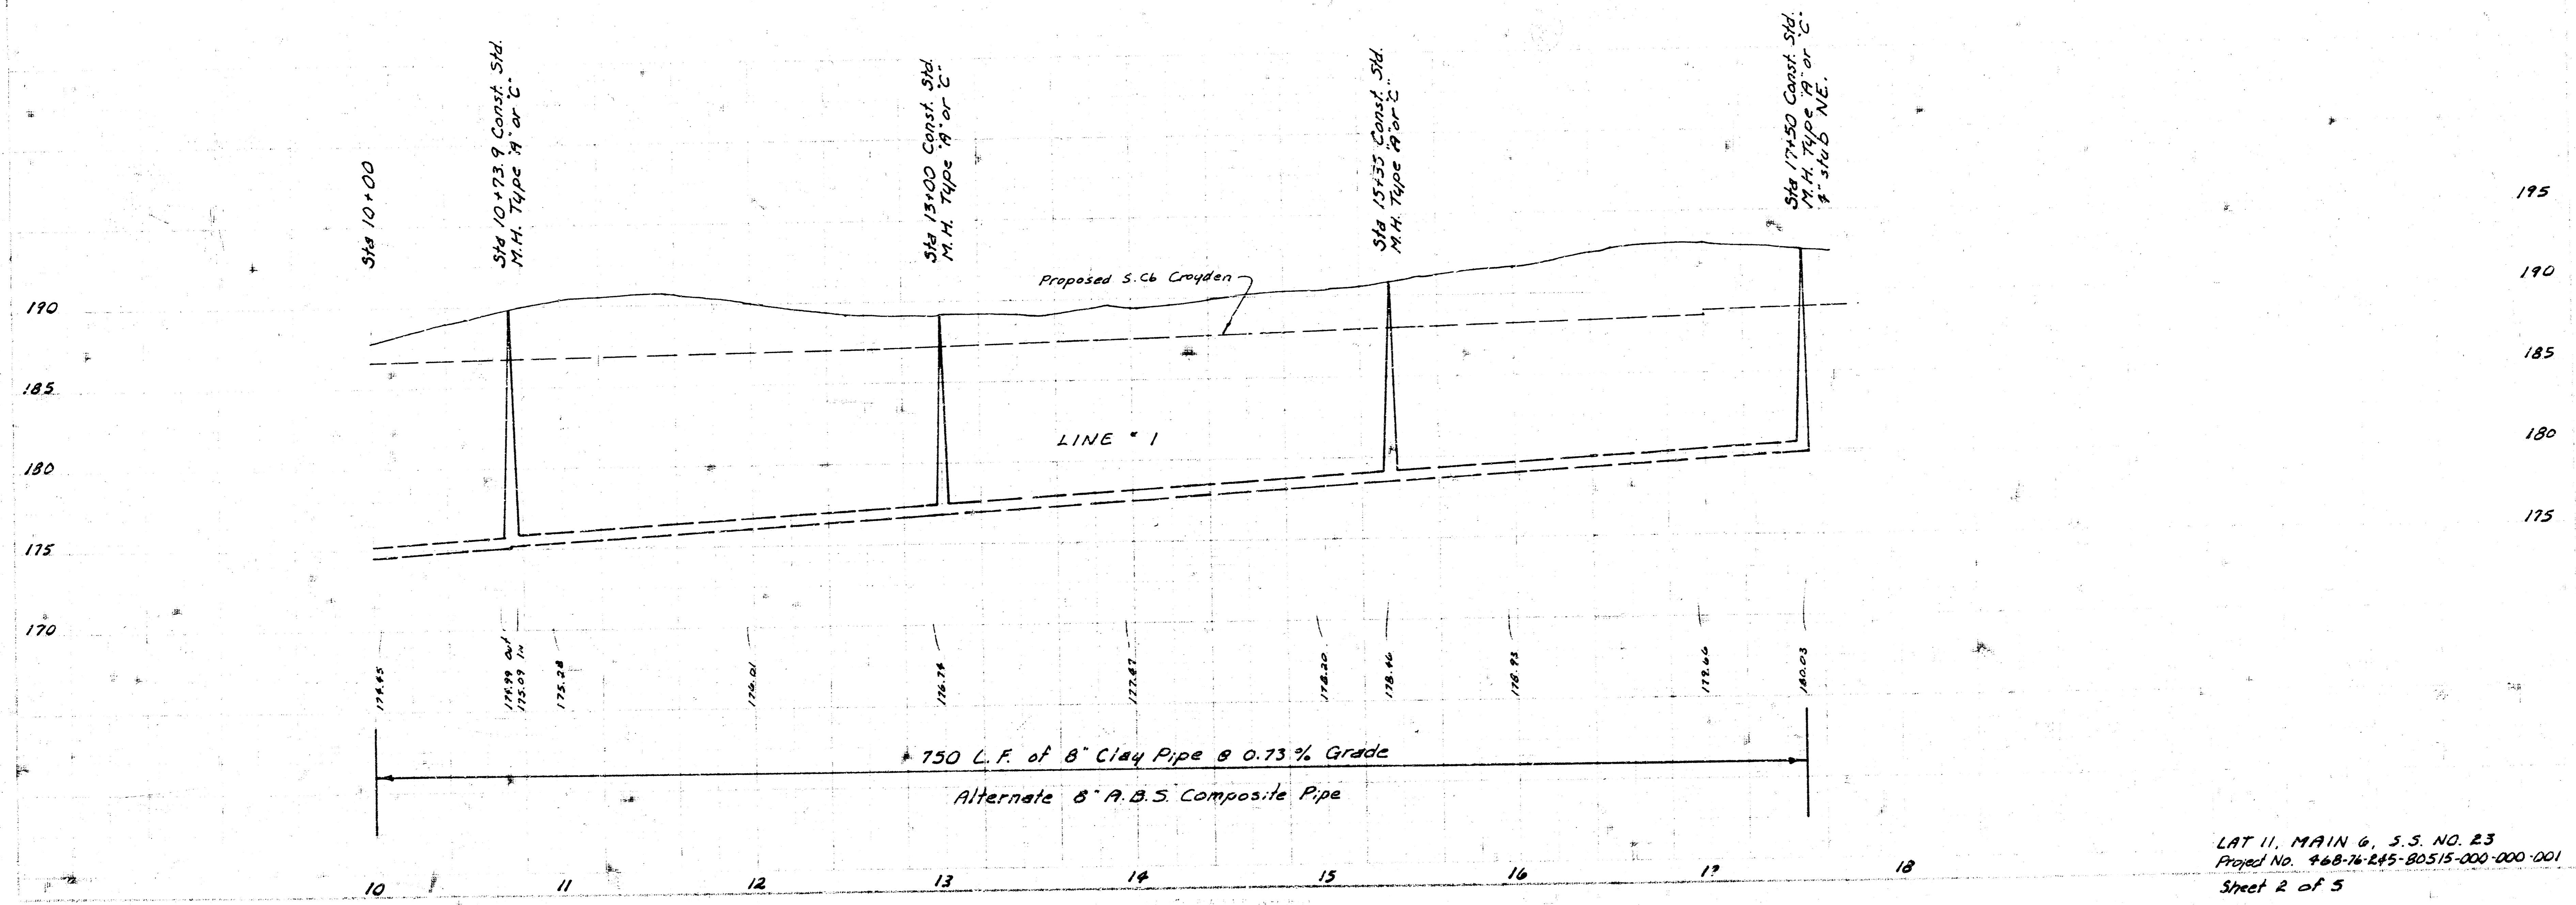 Sta 10+00
Sta 10+73.9 Const. Std.
M.H. Type "A" or "C"
Sta 13+00 Const. Std.
M.H. Type "A" or "C"
Sta 15+35 Const. Std.
M.H. Type "A" or "C"
Sta 17+50 Const. Std.
M.H. Type "A" or "C"
stub NE.
195
190
185
180
175
190
185
180
175
170
Proposed S.Cb Croyden
LINE # 1
174.45
174.99 Out
175.09 In
175.28
176.01
176.74
177.47
178.20
178.46
178.93
179.66
180.03
750 L.F. of 8" Clay Pipe @ 0.73% Grade
Alternate 8" A.B.S. Composite Pipe
10 11 12 13 14 15 16 17 18
LAT 11, MAIN 6, S.S. NO. 23
Project No. 468-76-245-80515-000-000-001
Sheet 2 of 5